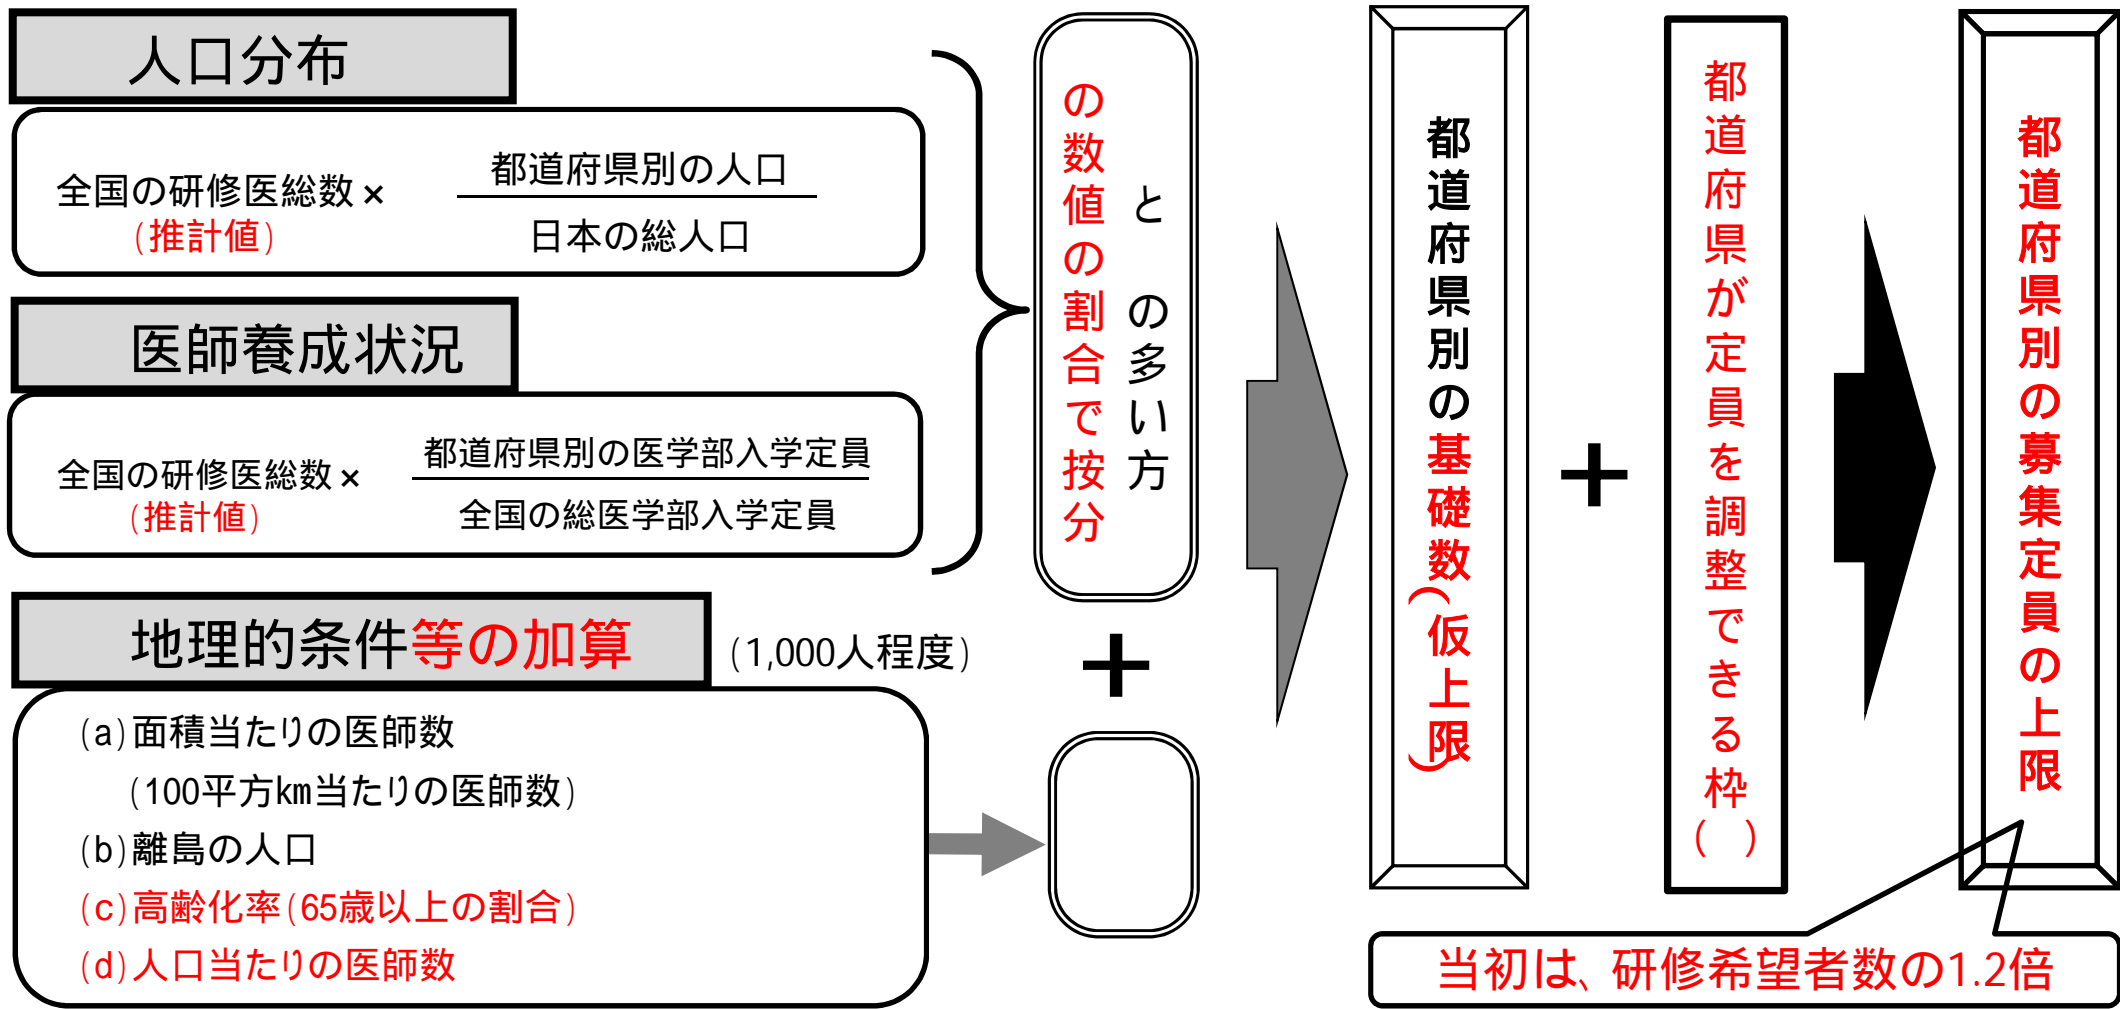 人口分布
全国の研修医総数×
(推計値)
都道府県別の人口
日本の総人口
医師養成状況
全国の研修医総数×
(推計値)
都道府県別の医学部入学定員
全国の総医学部入学定員
地理的条件等の加算
(1,000人程度)
(a)面積当たりの医師数
(100平方km当たりの医師数)
(b)離島の人口
(c)高齢化率(65歳以上の割合)
(d)人口当たりの医師数
と の多い方
の数値の割合で按分
+
都道府県別の基礎数(仮上限)
+
都道府県が定員を調整できる枠
( )
都道府県別の募集定員の上限
当初は、研修希望者数の1.2倍